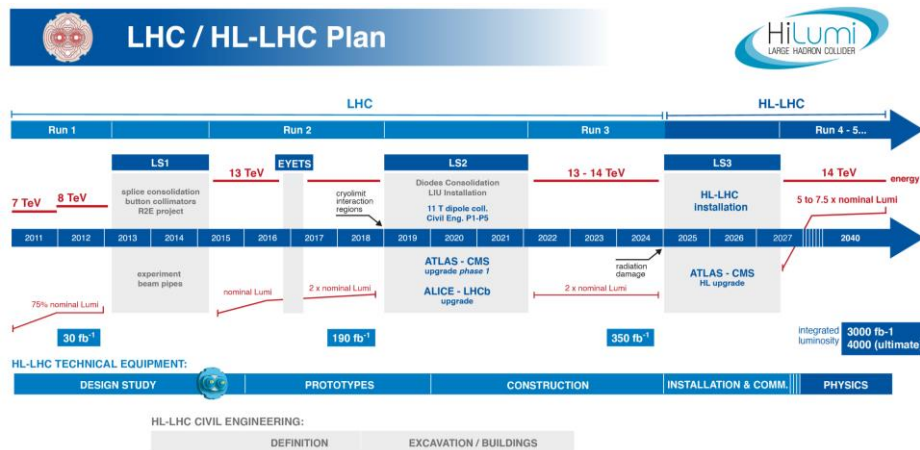 LHC / HL-LHC Plan
HiLumi
LARGE HADRON COLLIDER
LHC
HL-LHC
Run 1
Run 2
Run 3
Run 4 - 5...
LS1
EYETS
LS2
LS3
13 TeV
13 - 14 TeV
14 TeV
energy
splice consolidation
button collimators
R2E project
cryolimit
interaction
regions
Diodes Consolidation
LIU Installation
11 T dipole coll.
Civil Eng. P1-P5
HL-LHC
installation
5 to 7.5 x nominal Lumi
7 TeV
8 TeV
2011 2012 2013 2014 2015 2016 2017 2018 2019 2020 2021 2022 2023 2024 2025 2026 2027 2040
experiment
beam pipes
ATLAS - CMS
upgrade phase 1
ALICE - LHCb
upgrade
radiation
damage
ATLAS - CMS
HL upgrade
75% nominal Lumi
nominal Lumi
2 x nominal Lumi
2 x nominal Lumi
30 fb-1
190 fb-1
350 fb-1
integrated
luminosity
3000 fb-1
4000 (ultimate
HL-LHC TECHNICAL EQUIPMENT:
DESIGN STUDY
PROTOTYPES
CONSTRUCTION
INSTALLATION & COMM.
PHYSICS
HL-LHC CIVIL ENGINEERING:
DEFINITION
EXCAVATION / BUILDINGS